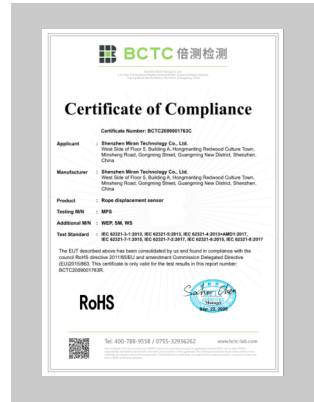 BCTC 倍测检测
Certificate of Compliance
Certificate Number: BCTC2009001763C
Applicant : Shenzhen Miran Technology Co., Ltd.
West Side of Floor 5, Building A, Hongmanting Redwood Culture Town,
Minsheng Road, Gongming Street, Guangming New District, Shenzhen,
China
Manufacturer : Shenzhen Miran Technology Co., Ltd.
West Side of Floor 5, Building A, Hongmanting Redwood Culture Town,
Minsheng Road, Gongming Street, Guangming New District, Shenzhen,
China
Product : Rope displacement sensor
Testing M/N : MPS
Additional M/N : WEP, SM, WS
Test Standard : IEC 62321-3-1:2013, IEC 62321-5:2013, IEC 62321-4:2013+AMD1:2017,
IEC 62321-7-1:2015, IEC 62321-7-2:2017, IEC 62321-6:2015, IEC 62321-8:2017
The EUT described above has been consolidated by us and found in compliance with the
council RoHS directive 2011/65/EU and amendment Commission Delegated Directive
(EU)2015/863. This certificate is only valid for the test results in this report number:
BCTC2009001763R.
RoHS
Manager
Sep. 22, 2020
Tel: 400-788-9558 / 0755-32936262 www.bctc-lab.com